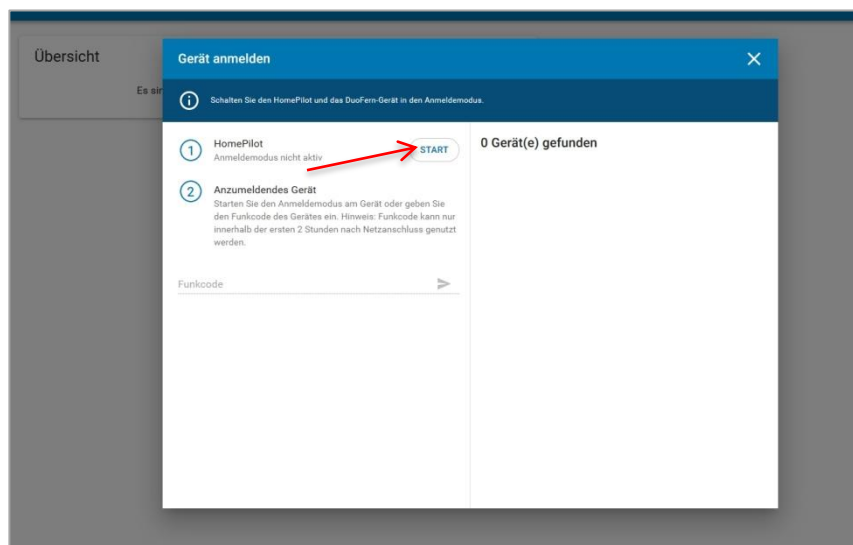 Übersicht
Es sin
Gerät anmelden
Schalten Sie den HomePilot und das DuoFern-Gerät in den Anmeldemodus.
1
HomePilot
Anmeldemodus nicht aktiv
START
2
Anzumeldendes Gerät
Starten Sie den Anmeldemodus am Gerät oder geben Sie
den Funkcode des Gerätes ein. Hinweis: Funkcode kann nur
innerhalb der ersten 2 Stunden nach Netzanschluss genutzt
werden.
Funkcode
0 Gerät(e) gefunden